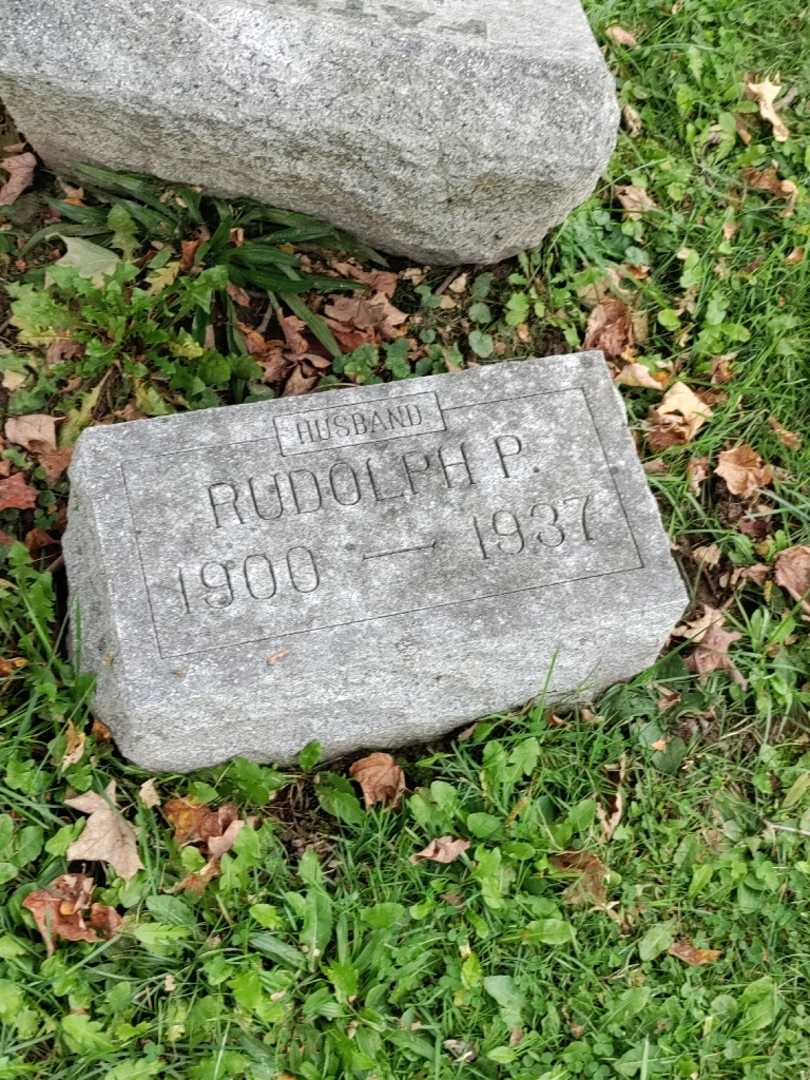 HUSBAND
RUDOLPH P.
1900 — 1937